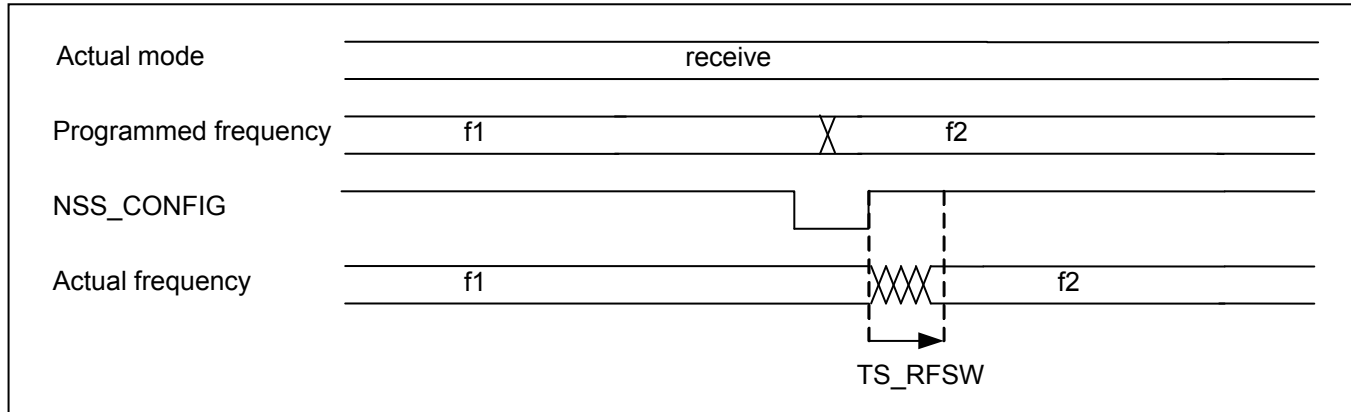 Actual mode
receive
Programmed frequency
f1
f2
NSS_CONFIG
Actual frequency
f1
f2
TS_RFSW